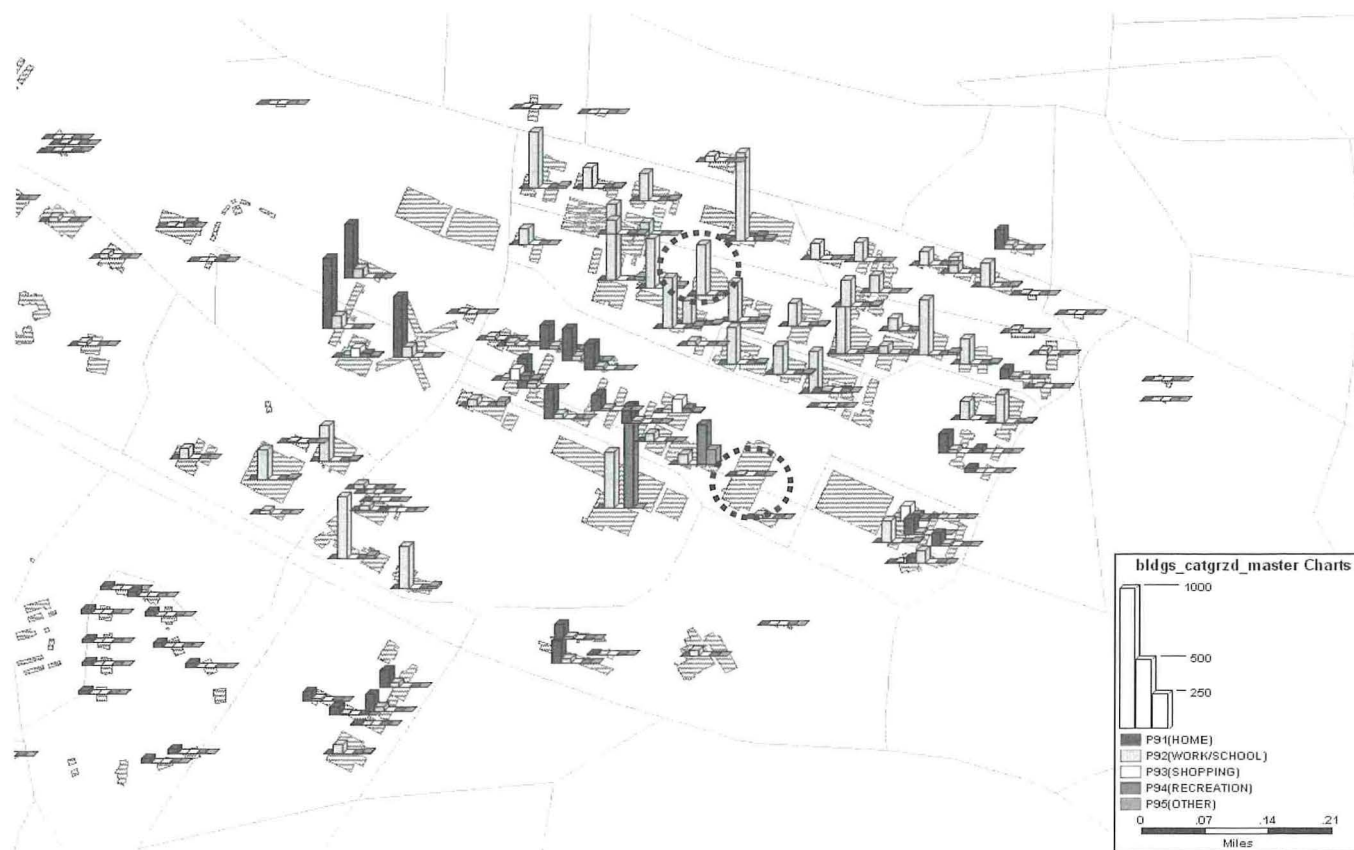 bldgs_catgrzd_master Charts
1000
500
250
P91(HOME)
P92(WORK/SCHOOL)
P93(SHOPPING)
P94(RECREATION)
P95(OTHER)
0 .07 .14 .21
Miles